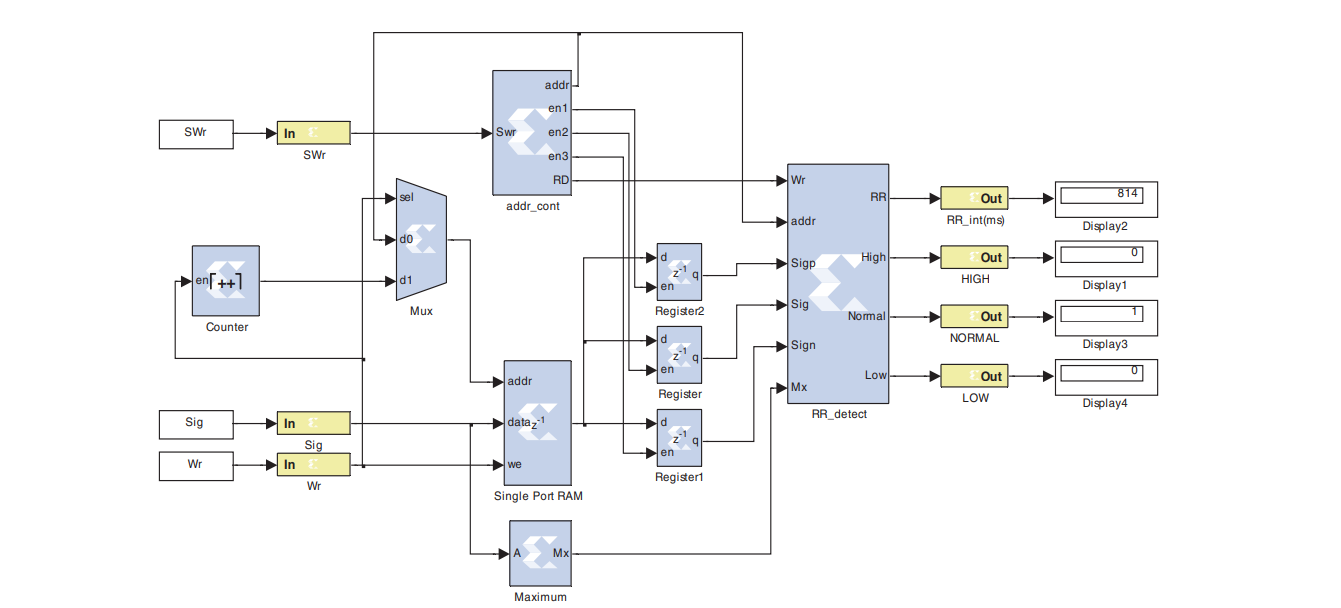 SWr
In
SWr
addr
en1
en2
en3
RD
Swr
addr_cont
sel
d0
d1
Mux
en
[++]
Counter
Sig
In
Sig
Wr
In
Wr
addr
data
z-1
we
Single Port RAM
A
Mx
Maximum
d
z-1
q
en
Register2
d
z-1
q
en
Register
d
z-1
q
en
Register1
Wr
addr
Sigp
Sig
Sign
Mx
RR
High
Normal
Low
RR_detect
Out
RR_int(ms)
814
Display2
Out
HIGH
0
Display1
Out
NORMAL
1
Display3
Out
LOW
0
Display4